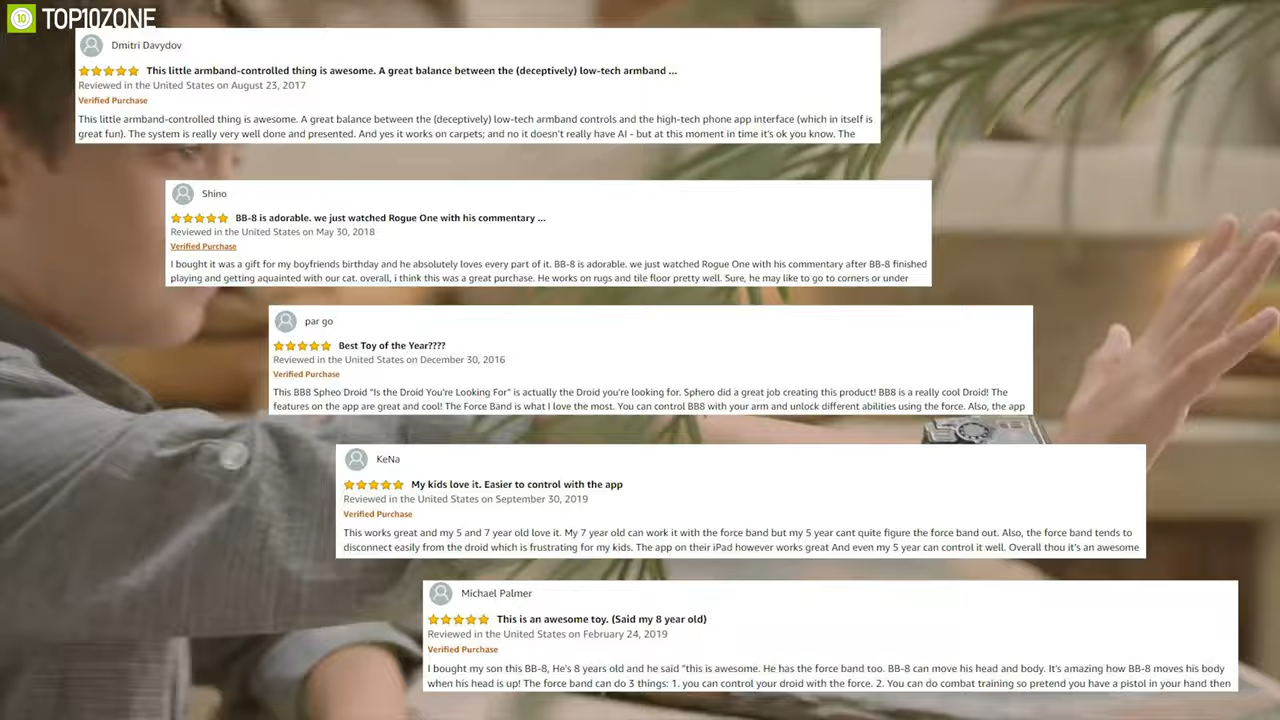 10 TOP10ZONE
Dmitri Davydov
This little armband-controlled thing is awesome. A great balance between the (deceptively) low-tech armband ...
Reviewed in the United States on August 23, 2017
Verified Purchase
This little armband-controlled thing is awesome. A great balance between the (deceptively) low-tech armband controls and the high-tech phone app interface (which in itself is
great fun). The system is really very well done and presented. And yes it works on carpets; and no it doesn't really have AI - but at this moment in time it's ok you know. The
Shino
BB-8 is adorable. we just watched Rogue One with his commentary ...
Reviewed in the United States on May 30, 2018
Verified Purchase
I bought it was a gift for my boyfriends birthday and he absolutely loves every part of it. BB-8 is adorable. we just watched Rogue One with his commentary after BB-8 finished
playing and getting aquainted with our cat. overall, i think this was a great purchase. He works on rugs and tile floor pretty well. Sure, he may like to go to corners or under
par go
Best Toy of the Year????
Reviewed in the United States on December 30, 2016
Verified Purchase
This BB8 Spheo Droid "Is the Droid You're Looking For" is actually the Droid you're looking for. Sphero did a great job creating this product! BB8 is a really cool Droid! The
features on the app are great and cool! The Force Band is what I love the most. You can control BB8 with your arm and unlock different abilities using the force. Also, the app
KeNa
My kids love it. Easier to control with the app
Reviewed in the United States on September 30, 2019
Verified Purchase
This works great and my 5 and 7 year old love it. My 7 year old can work it with the force band but my 5 year cant quite figure the force band out. Also, the force band tends to
disconnect easily from the droid which is frustrating for my kids. The app on their iPad however works great And even my 5 year can control it well. Overall thou it's an awesome
Michael Palmer
This is an awesome toy. (Said my 8 year old)
Reviewed in the United States on February 24, 2019
Verified Purchase
I bought my son this BB-8, He's 8 years old and he said "this is awesome. He has the force band too. BB-8 can move his head and body. It's amazing how BB-8 moves his body
when his head is up! The force band can do 3 things: 1. you can control your droid with the force. 2. You can do combat training so pretend you have a pistol in your hand then